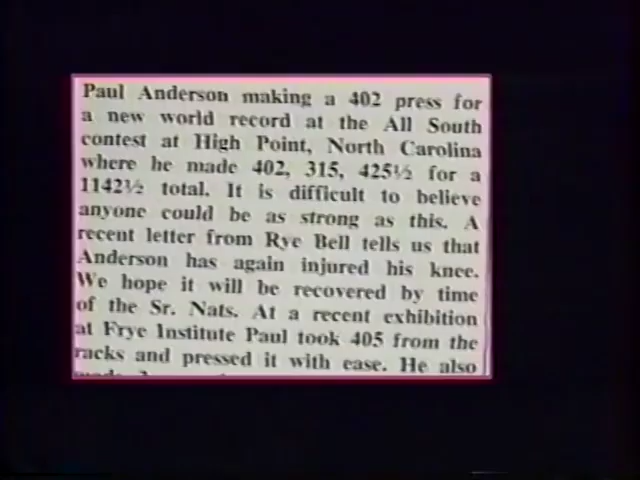 Paul Anderson making a 402 press for
a new world record at the All South
contest at High Point, North Carolina
where he made 402, 315, 425½ for a
1142½ total. It is difficult to believe
anyone could be as strong as this. A
recent letter from Rye Bell tells us that
Anderson has again injured his knee.
We hope it will be recovered by time
of the Sr. Nats. At a recent exhibition
at Frye Institute Paul took 405 from the
racks and pressed it with ease. He also